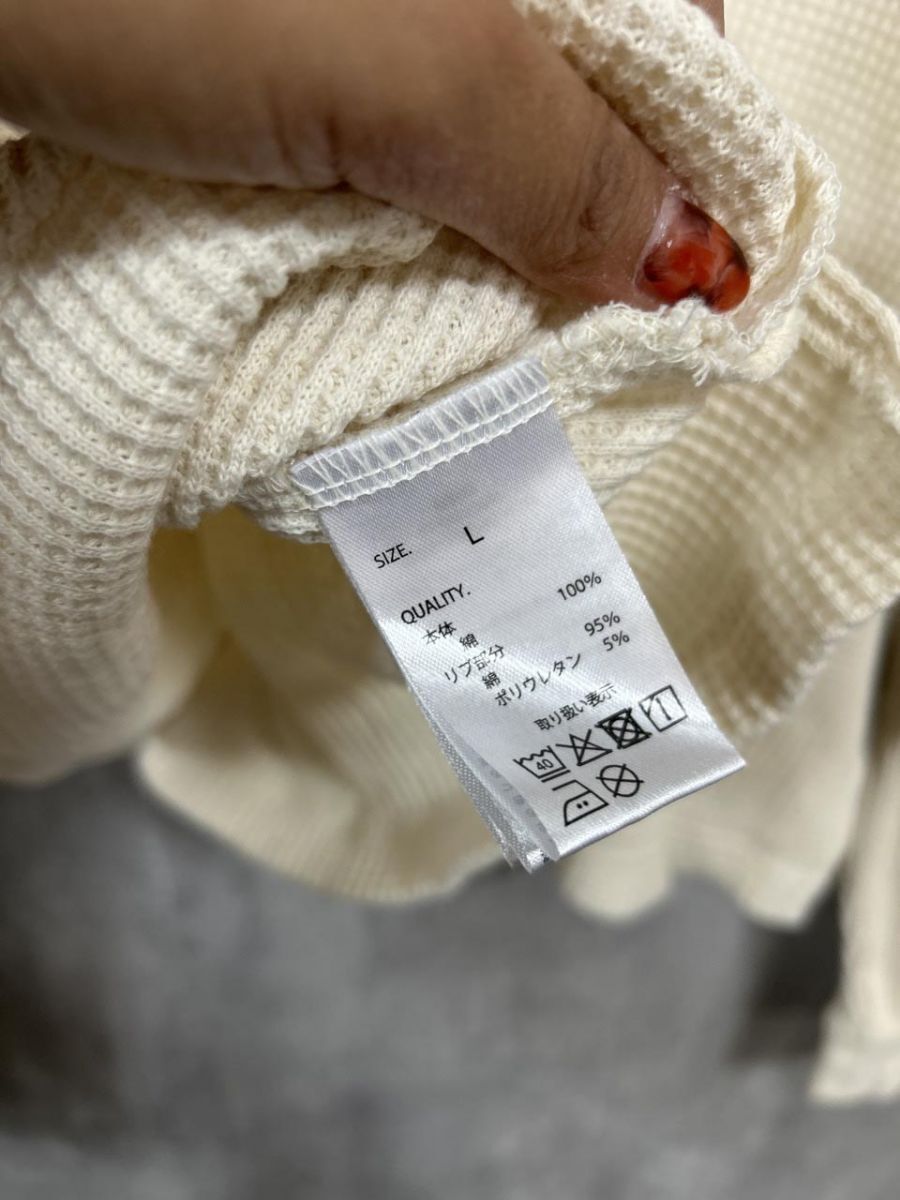 SIZE. L
QUALITY.
本体
綿 100%
リブ部分
綿 95%
ポリウレタン 5%
取り扱い表示
40